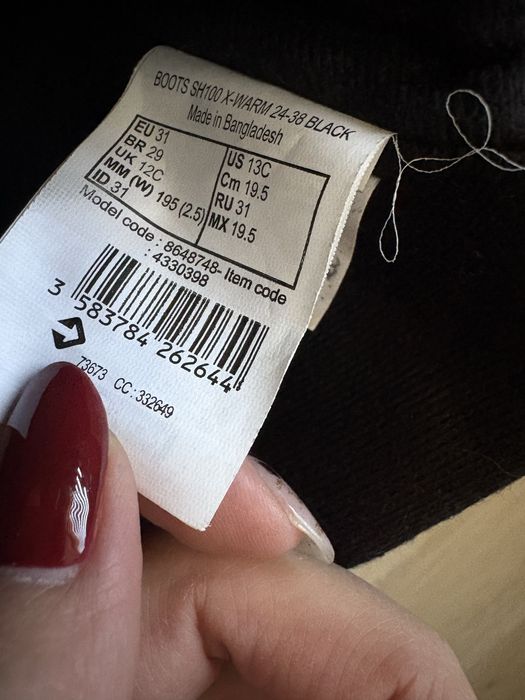 BOOTS SH100 X-WARM 24-38 BLACK
Made in Bangladesh
EU 31
BR 29
UK 12C
MM (W) 195 (2.5)
ID 31
US 13C
Cm 19.5
RU 31
MX 19.5
Model code : 8648748- Item code
: 4330398
3 583784 262644
73673 CC : 332649